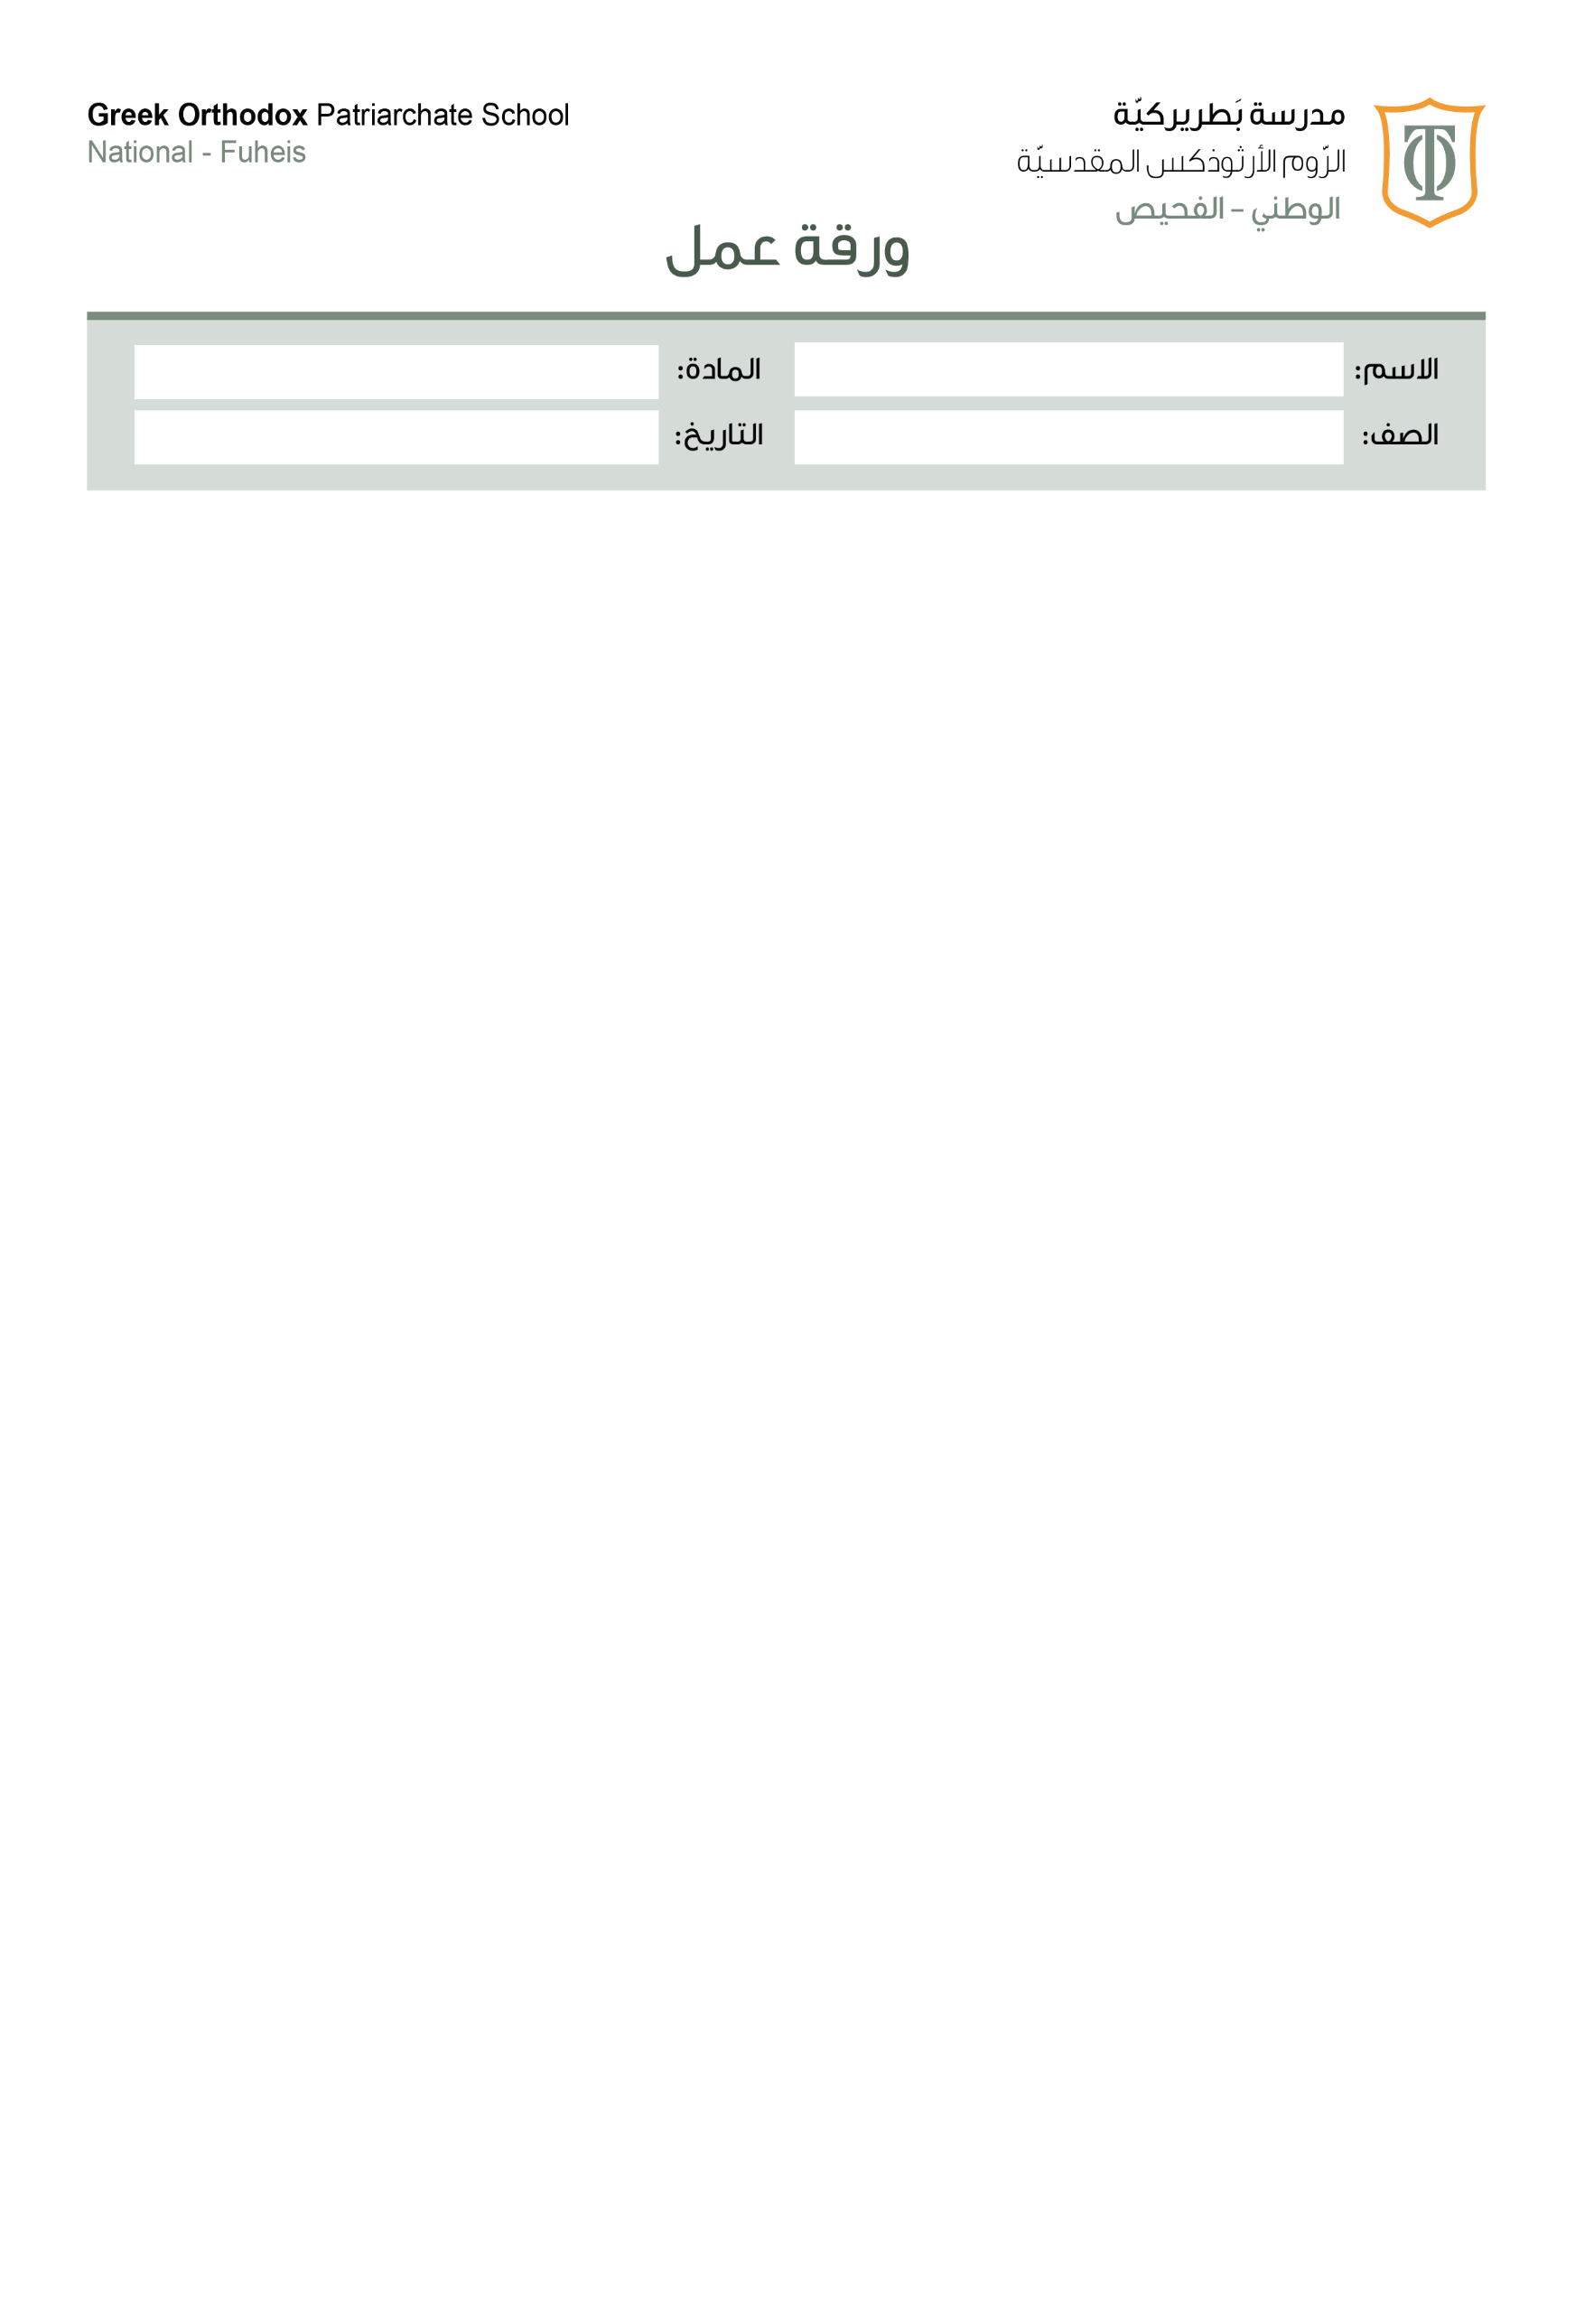 Greek Orthodox Patriarchate School
National - Fuheis
مدرسة بَطريركيّة
الرّوم الأرثوذكس المقدسيّة
الوطني - الفحيص
ورقة عمل
الاسم:
المادة:
الصف:
التاريخ: